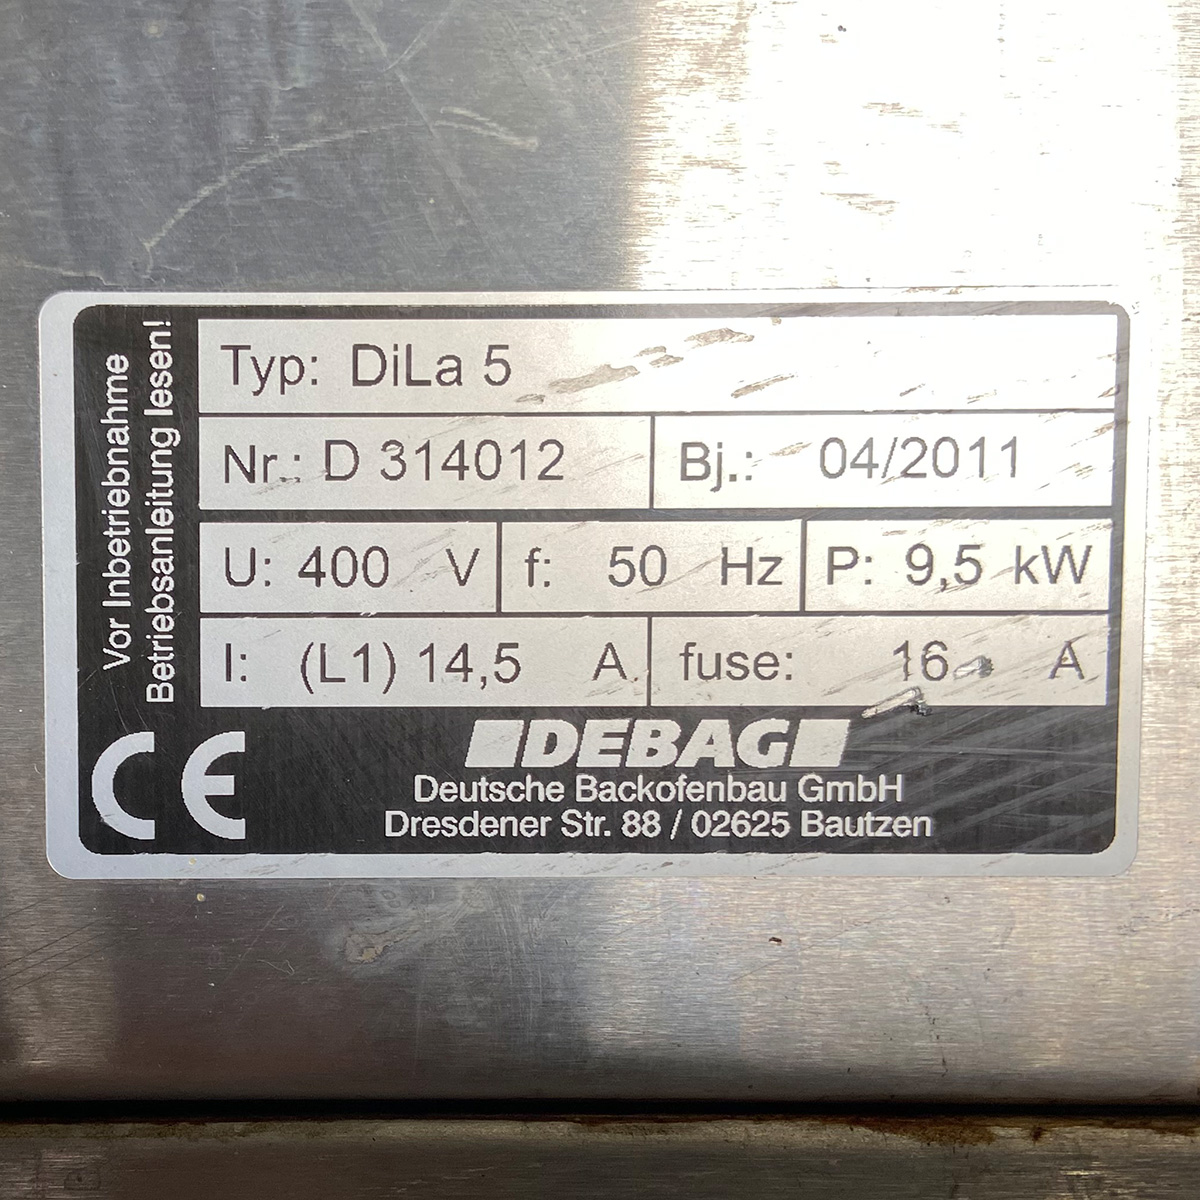 Vor Inbetriebnahme
Betriebsanleitung lesen!
Typ: DiLa 5
Nr.: D 314012 Bj.: 04/2011
U: 400 V f: 50 Hz P: 9,5 kW
I: (L1) 14,5 A fuse: 16 A
CE DEBAG
Deutsche Backofenbau GmbH
Dresdener Str. 88 / 02625 Bautzen